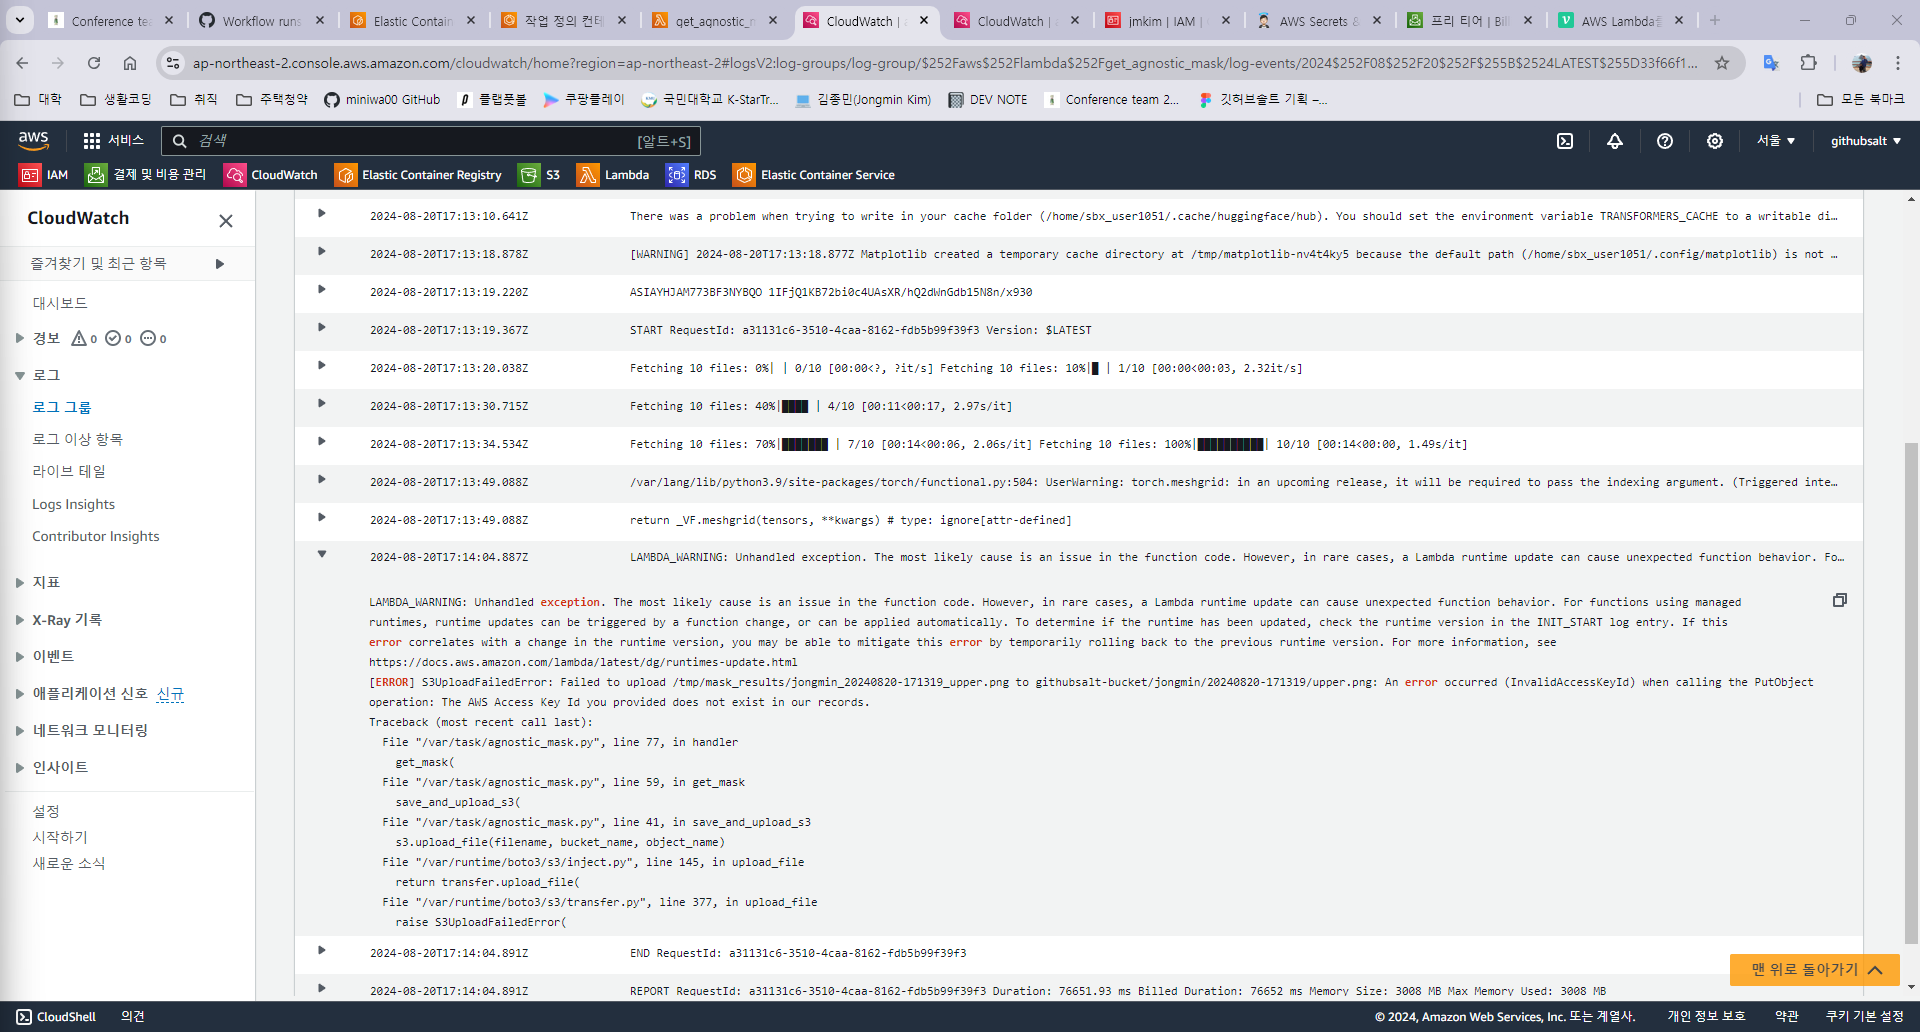 Conference tea
Workflow runs
Elastic Contain
작업 정의 컨테
get_agnostic_m
CloudWatch | 
CloudWatch | 
jmkim | IAM |
AWS Secrets &
프리 티어 | Bill
AWS Lambda를
ap-northeast-2.console.aws.amazon.com/cloudwatch/home?region=ap-northeast-2#logsV2:log-groups/log-group/$252Faws$252Flambda$252Fget_agnostic_mask/log-events/2024$252F08$252F20$252F$255B$2524LATEST$255D33f66f1...
대학
생활코딩
취직
주택청약
miniwa00 GitHub
플랩풋볼
쿠팡플레이
국민대학교 K-StarTr...
김종민(Jongmin Kim)
DEV NOTE
Conference team 2...
깃허브솔트 기획 –...
모든 북마크
aws
서비스
검색
[알트+S]
서울
githubsalt
IAM
결제 및 비용 관리
CloudWatch
Elastic Container Registry
S3
Lambda
RDS
Elastic Container Service
CloudWatch
즐겨찾기 및 최근 항목
대시보드
경보 0 0 0
로그
로그 그룹
로그 이상 항목
라이브 테일
Logs Insights
Contributor Insights
지표
X-Ray 기록
이벤트
애플리케이션 신호 신규
네트워크 모니터링
인사이트
설정
시작하기
새로운 소식
2024-08-20T17:13:10.641Z There was a problem when trying to write in your cache folder (/home/sbx_user1051/.cache/huggingface/hub). You should set the environment variable TRANSFORMERS_CACHE to a writable di…
2024-08-20T17:13:18.878Z [WARNING] 2024-08-20T17:13:18.877Z Matplotlib created a temporary cache directory at /tmp/matplotlib-nv4t4ky5 because the default path (/home/sbx_user1051/.config/matplotlib) is not …
2024-08-20T17:13:19.220Z ASIAYHJAM773BF3NYBQO 1IFjQ1KB72bi0c4UAsXR/hQ2dWnGdb15N8n/x930
2024-08-20T17:13:19.367Z START RequestId: a31131c6-3510-4caa-8162-fdb5b99f39f3 Version: $LATEST
2024-08-20T17:13:20.038Z Fetching 10 files: 0%| | 0/10 [00:00<?, ?it/s] Fetching 10 files: 10%|█ | 1/10 [00:00<00:03, 2.32it/s]
2024-08-20T17:13:30.715Z Fetching 10 files: 40%|████ | 4/10 [00:11<00:17, 2.97s/it]
2024-08-20T17:13:34.534Z Fetching 10 files: 70%|███████ | 7/10 [00:14<00:06, 2.06s/it] Fetching 10 files: 100%|██████████| 10/10 [00:14<00:00, 1.49s/it]
2024-08-20T17:13:49.088Z /var/lang/lib/python3.9/site-packages/torch/functional.py:504: UserWarning: torch.meshgrid: in an upcoming release, it will be required to pass the indexing argument. (Triggered inte…
2024-08-20T17:13:49.088Z return _VF.meshgrid(tensors, **kwargs) # type: ignore[attr-defined]
2024-08-20T17:14:04.887Z LAMBDA_WARNING: Unhandled exception. The most likely cause is an issue in the function code. However, in rare cases, a Lambda runtime update can cause unexpected function behavior. Fo…
LAMBDA_WARNING: Unhandled exception. The most likely cause is an issue in the function code. However, in rare cases, a Lambda runtime update can cause unexpected function behavior. For functions using managed
runtimes, runtime updates can be triggered by a function change, or can be applied automatically. To determine if the runtime has been updated, check the runtime version in the INIT_START log entry. If this
error correlates with a change in the runtime version, you may be able to mitigate this error by temporarily rolling back to the previous runtime version. For more information, see
https://docs.aws.amazon.com/lambda/latest/dg/runtimes-update.html
[ERROR] S3UploadFailedError: Failed to upload /tmp/mask_results/jongmin_20240820-171319_upper.png to githubsalt-bucket/jongmin/20240820-171319/upper.png: An error occurred (InvalidAccessKeyId) when calling the PutObject
operation: The AWS Access Key Id you provided does not exist in our records.
Traceback (most recent call last):
File "/var/task/agnostic_mask.py", line 77, in handler
get_mask(
File "/var/task/agnostic_mask.py", line 59, in get_mask
save_and_upload_s3(
File "/var/task/agnostic_mask.py", line 41, in save_and_upload_s3
s3.upload_file(filename, bucket_name, object_name)
File "/var/runtime/boto3/s3/inject.py", line 145, in upload_file
return transfer.upload_file(
File "/var/runtime/boto3/s3/transfer.py", line 377, in upload_file
raise S3UploadFailedError(
2024-08-20T17:14:04.891Z END RequestId: a31131c6-3510-4caa-8162-fdb5b99f39f3
2024-08-20T17:14:04.891Z REPORT RequestId: a31131c6-3510-4caa-8162-fdb5b99f39f3 Duration: 76651.93 ms Billed Duration: 76652 ms Memory Size: 3008 MB Max Memory Used: 3008 MB
맨 위로 돌아가기
CloudShell
의견
© 2024, Amazon Web Services, Inc. 또는 계열사.
개인 정보 보호
약관
쿠키 기본 설정